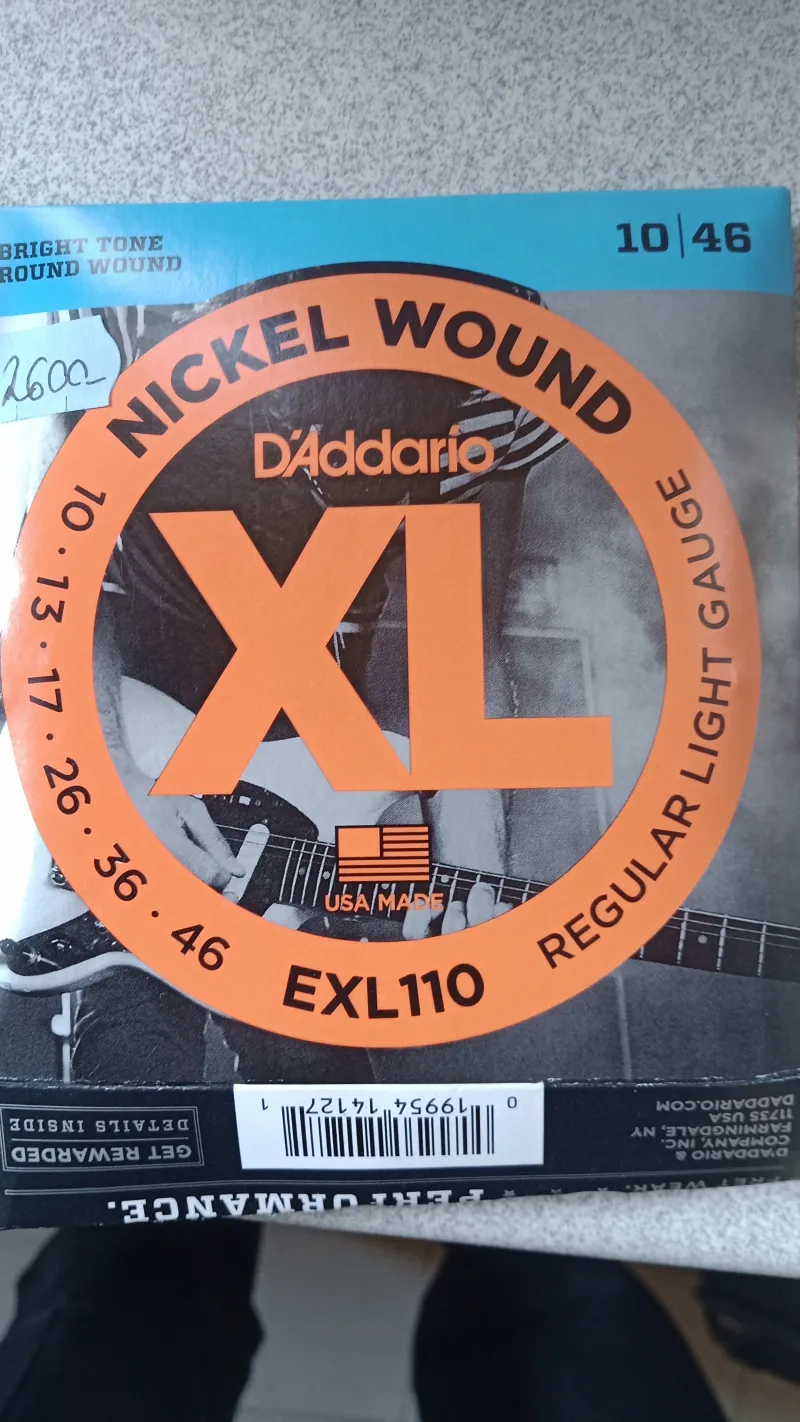 BRIGHT TONE
ROUND WOUND
10|46
2600-
NICKEL WOUND
D'Addario
XL
10 · 13 · 17 · 26 · 36 · 46
REGULAR LIGHT GAUGE
USA MADE
EXL110
0 19954 14127 1
GET REWARDED
DETAILS INSIDE
D'ADDARIO &
COMPANY, INC.
FARMINGDALE, NY
11735 USA
DADDARIO.COM
PERFORMANCE.